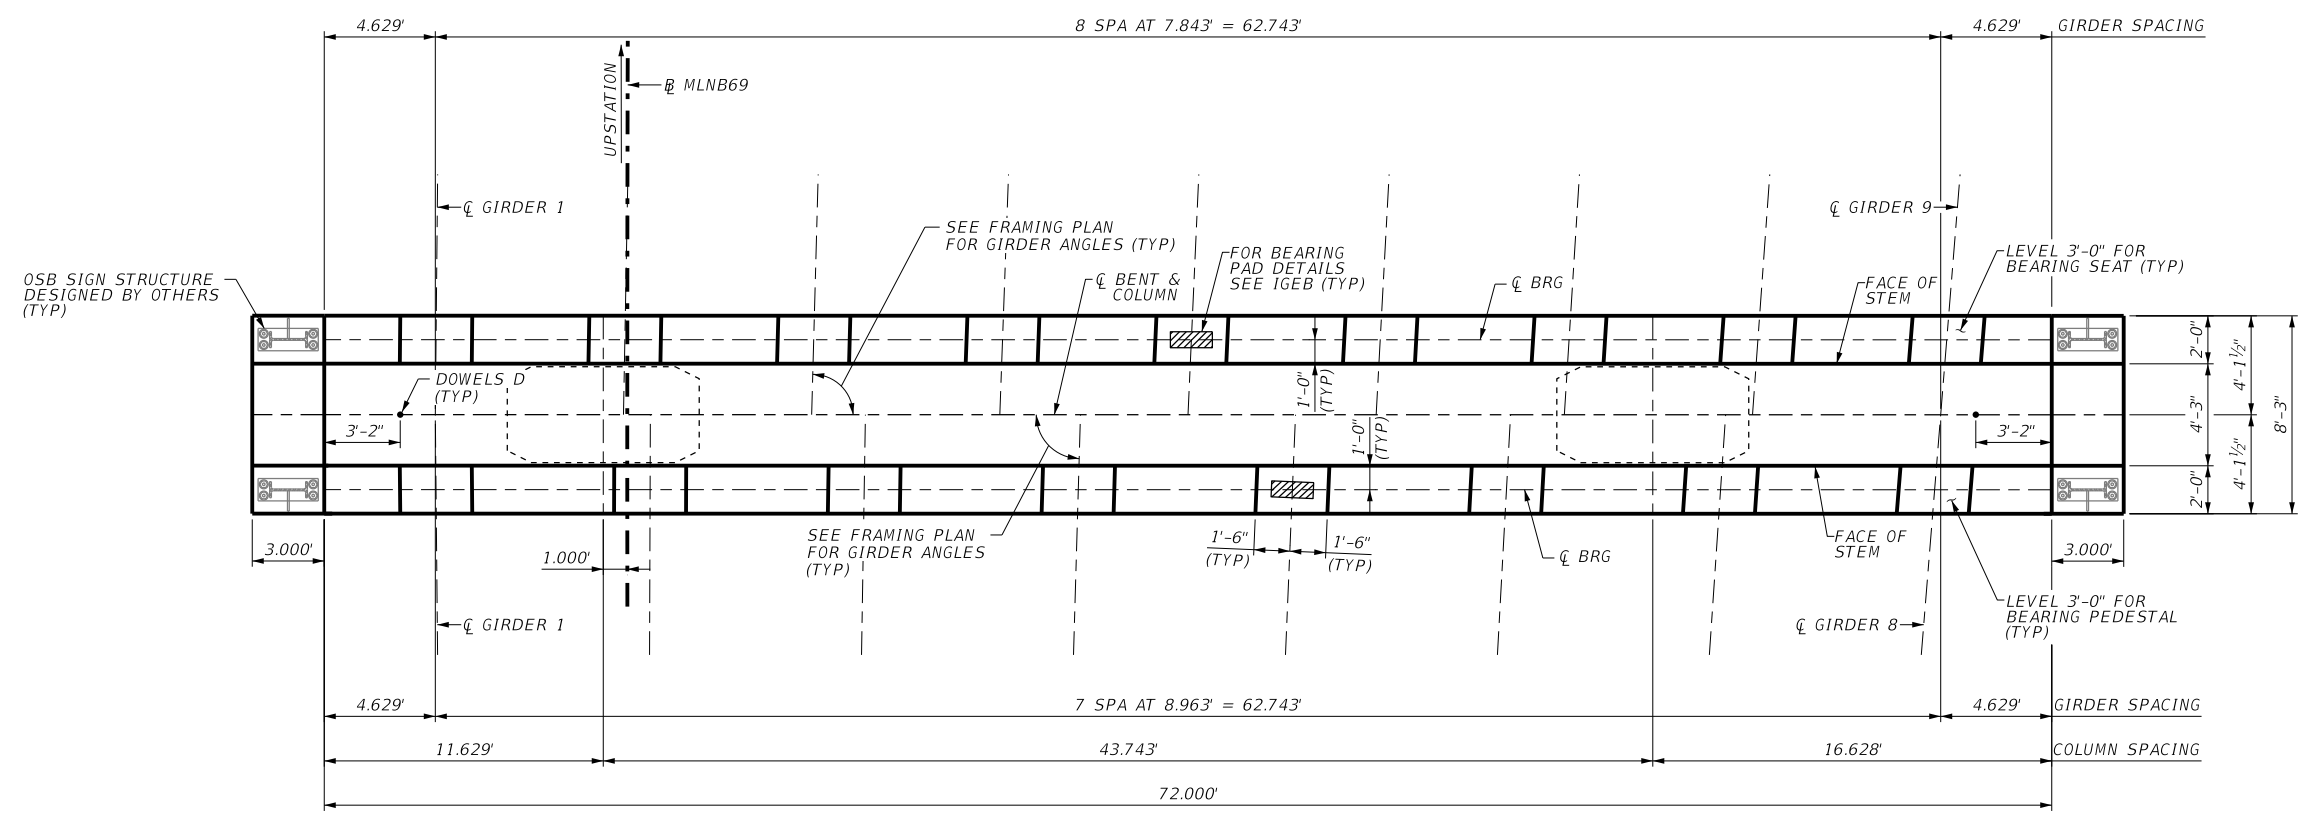 4.629'
8 SPA AT 7.843' = 62.743'
4.629'
GIRDER SPACING
UPSTATION
℄ MLNB69
℄ GIRDER 1
℄ GIRDER 9
SEE FRAMING PLAN
FOR GIRDER ANGLES (TYP)
FOR BEARING
PAD DETAILS
SEE IGEB (TYP)
LEVEL 3'-0" FOR
BEARING SEAT (TYP)
OSB SIGN STRUCTURE
DESIGNED BY OTHERS
(TYP)
℄ BENT &
COLUMN
℄ BRG
FACE OF
STEM
DOWELS D
(TYP)
3'-2"
1'-0"
(TYP)
1'-0"
(TYP)
3'-2"
2'-0"
4'-3"
2'-0"
4'-1½"
4'-1½"
8'-3"
3.000'
1.000'
SEE FRAMING PLAN
FOR GIRDER ANGLES
(TYP)
1'-6"
(TYP)
1'-6"
(TYP)
℄ BRG
FACE OF
STEM
3.000'
℄ GIRDER 1
℄ GIRDER 8
LEVEL 3'-0" FOR
BEARING PEDESTAL
(TYP)
4.629'
7 SPA AT 8.963' = 62.743'
4.629'
GIRDER SPACING
11.629'
43.743'
16.628'
COLUMN SPACING
72.000'